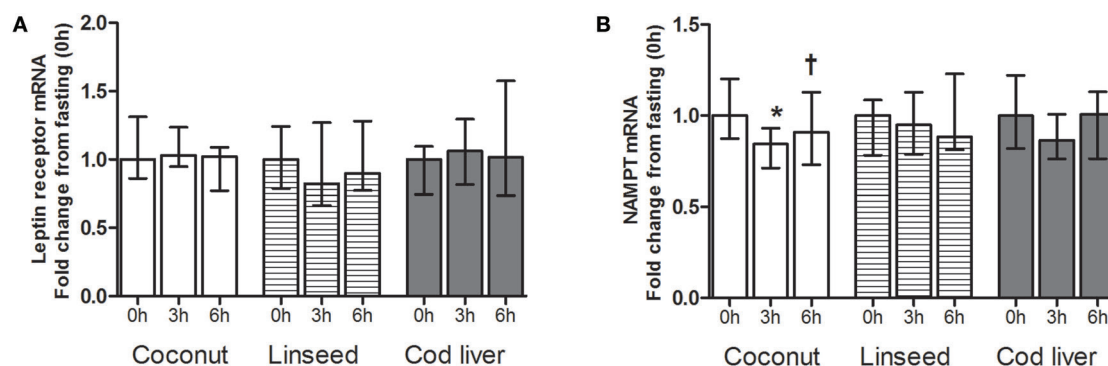 A
Leptin receptor mRNA
Fold change from fasting (0h)
2.0
1.5
1.0
0.5
0.0
0h 3h 6h 0h 3h 6h 0h 3h 6h
Coconut Linseed Cod liver
B
NAMPT mRNA
Fold change from fasting (0h)
1.5
1.0
0.5
0.0
* †
0h 3h 6h 0h 3h 6h 0h 3h 6h
Coconut Linseed Cod liver